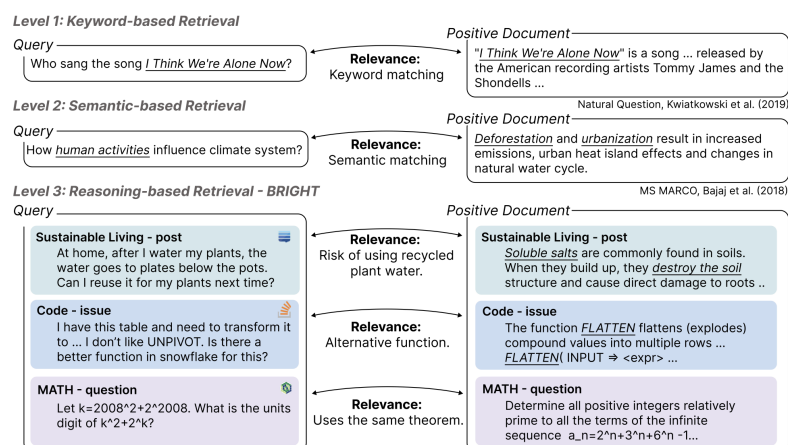 Level 1: Keyword-based Retrieval
Query
Who sang the song I Think We're Alone Now?
Relevance:
Keyword matching
Positive Document
"I Think We're Alone Now" is a song ... released by
the American recording artists Tommy James and the
Shondells ...
Natural Question, Kwiatkowski et al. (2019)
Level 2: Semantic-based Retrieval
Query
How human activities influence climate system?
Relevance:
Semantic matching
Positive Document
Deforestation and urbanization result in increased
emissions, urban heat island effects and changes in
natural water cycle.
MS MARCO, Bajaj et al. (2018)
Level 3: Reasoning-based Retrieval - BRIGHT
Query
Positive Document
Sustainable Living - post
At home, after I water my plants, the
water goes to plates below the pots.
Can I reuse it for my plants next time?
Relevance:
Risk of using recycled
plant water.
Sustainable Living - post
Soluble salts are commonly found in soils.
When they build up, they destroy the soil
structure and cause direct damage to roots ..
Code - issue
I have this table and need to transform it
to ... I don't like UNPIVOT. Is there a
better function in snowflake for this?
Relevance:
Alternative function.
Code - issue
The function FLATTEN flattens (explodes)
compound values into multiple rows ...
FLATTEN( INPUT ⇒ <expr> ...
MATH - question
Let k=2008^2+2^2008. What is the units
digit of k^2+2^k?
Relevance:
Uses the same theorem.
MATH - question
Determine all positive integers relatively
prime to all the terms of the infinite
sequence a_n=2^n+3^n+6^n -1...